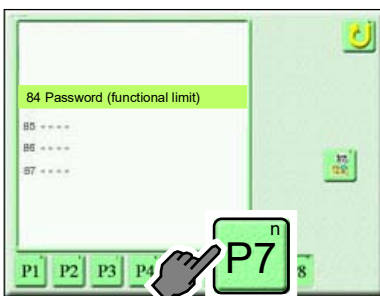 84 Password (functional limit)
85 ----
86 ----
87 ----
P1 P2 P3 P4 n P7 8